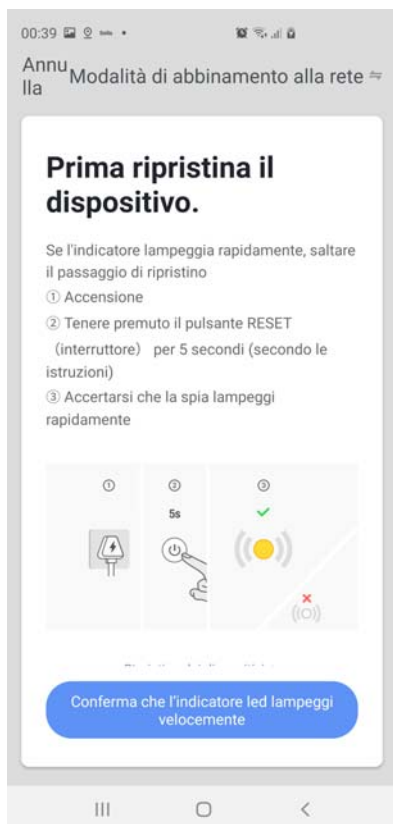 00:39
Annulla
Modalità di abbinamento alla rete
Prima ripristina il
dispositivo.
Se l'indicatore lampeggia rapidamente, saltare
il passaggio di ripristino
① Accensione
② Tenere premuto il pulsante RESET
（interruttore） per 5 secondi (secondo le
istruzioni)
③ Accertarsi che la spia lampeggi
rapidamente
① ② ③
5s
Conferma che l'indicatore led lampeggi
velocemente